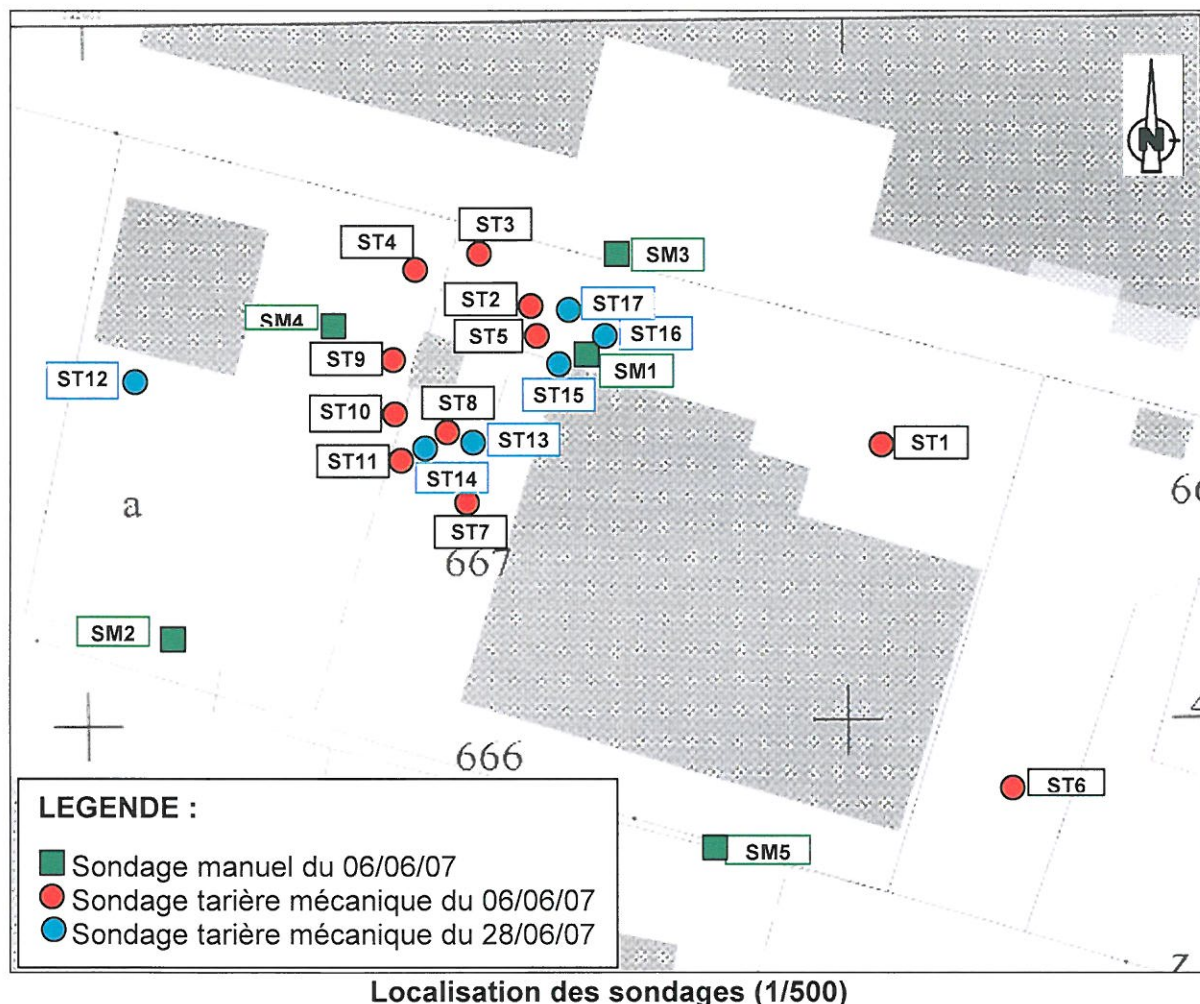 N
ST3
ST4
SM3
ST2
ST17
SM4
ST5
ST16
ST9
SM1
ST12
ST15
ST8
ST10
ST13
ST1
ST11
ST14
a
ST7
667
SM2
666
ST6
LEGENDE :
Sondage manuel du 06/06/07
SM5
Sondage tarière mécanique du 06/06/07
Sondage tarière mécanique du 28/06/07
Localisation des sondages (1/500)